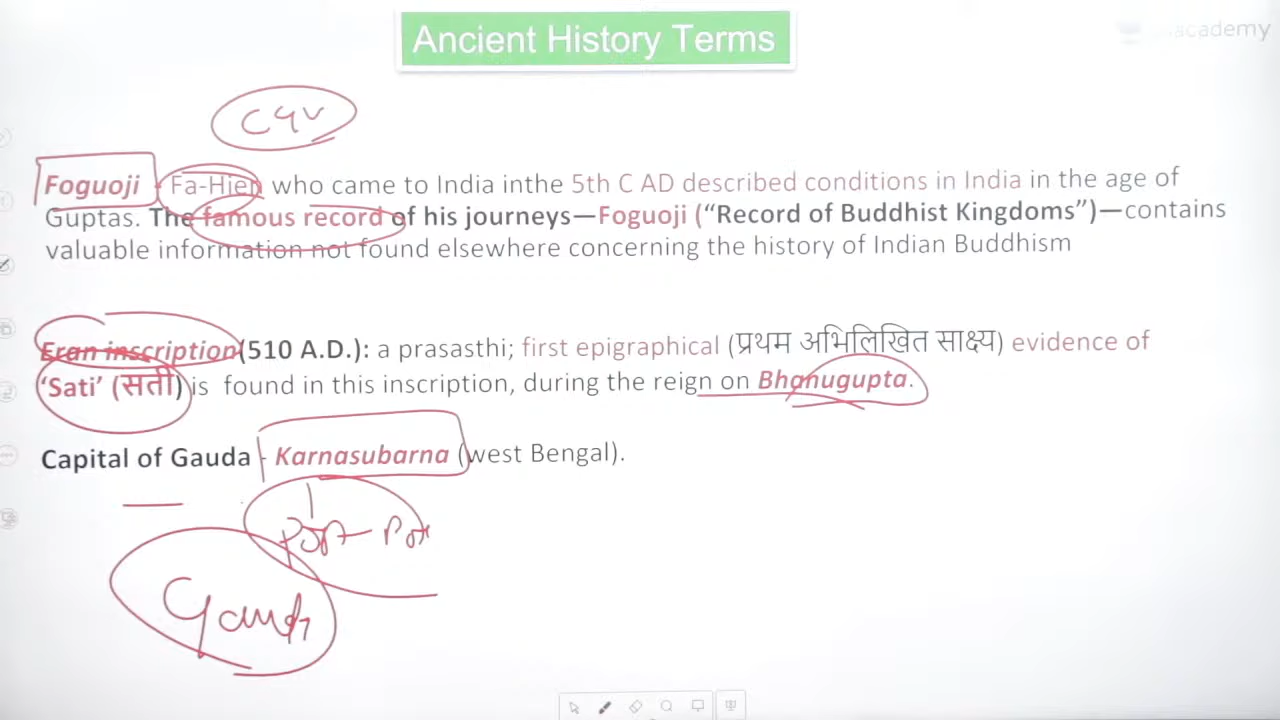 Ancient History Terms
academy
Foguoji - Fa-Hien who came to India inthe 5th C AD described conditions in India in the age of
Guptas. The famous record of his journeys—Foguoji (“Record of Buddhist Kingdoms”)—contains
valuable information not found elsewhere concerning the history of Indian Buddhism
Eran inscription (510 A.D.): a prasasthi; first epigraphical (प्रथम अभिलिखित साक्ष्य) evidence of
‘Sati’ (सती) is found in this inscription, during the reign on Bhanugupta.
Capital of Gauda - Karnasubarna (west Bengal).